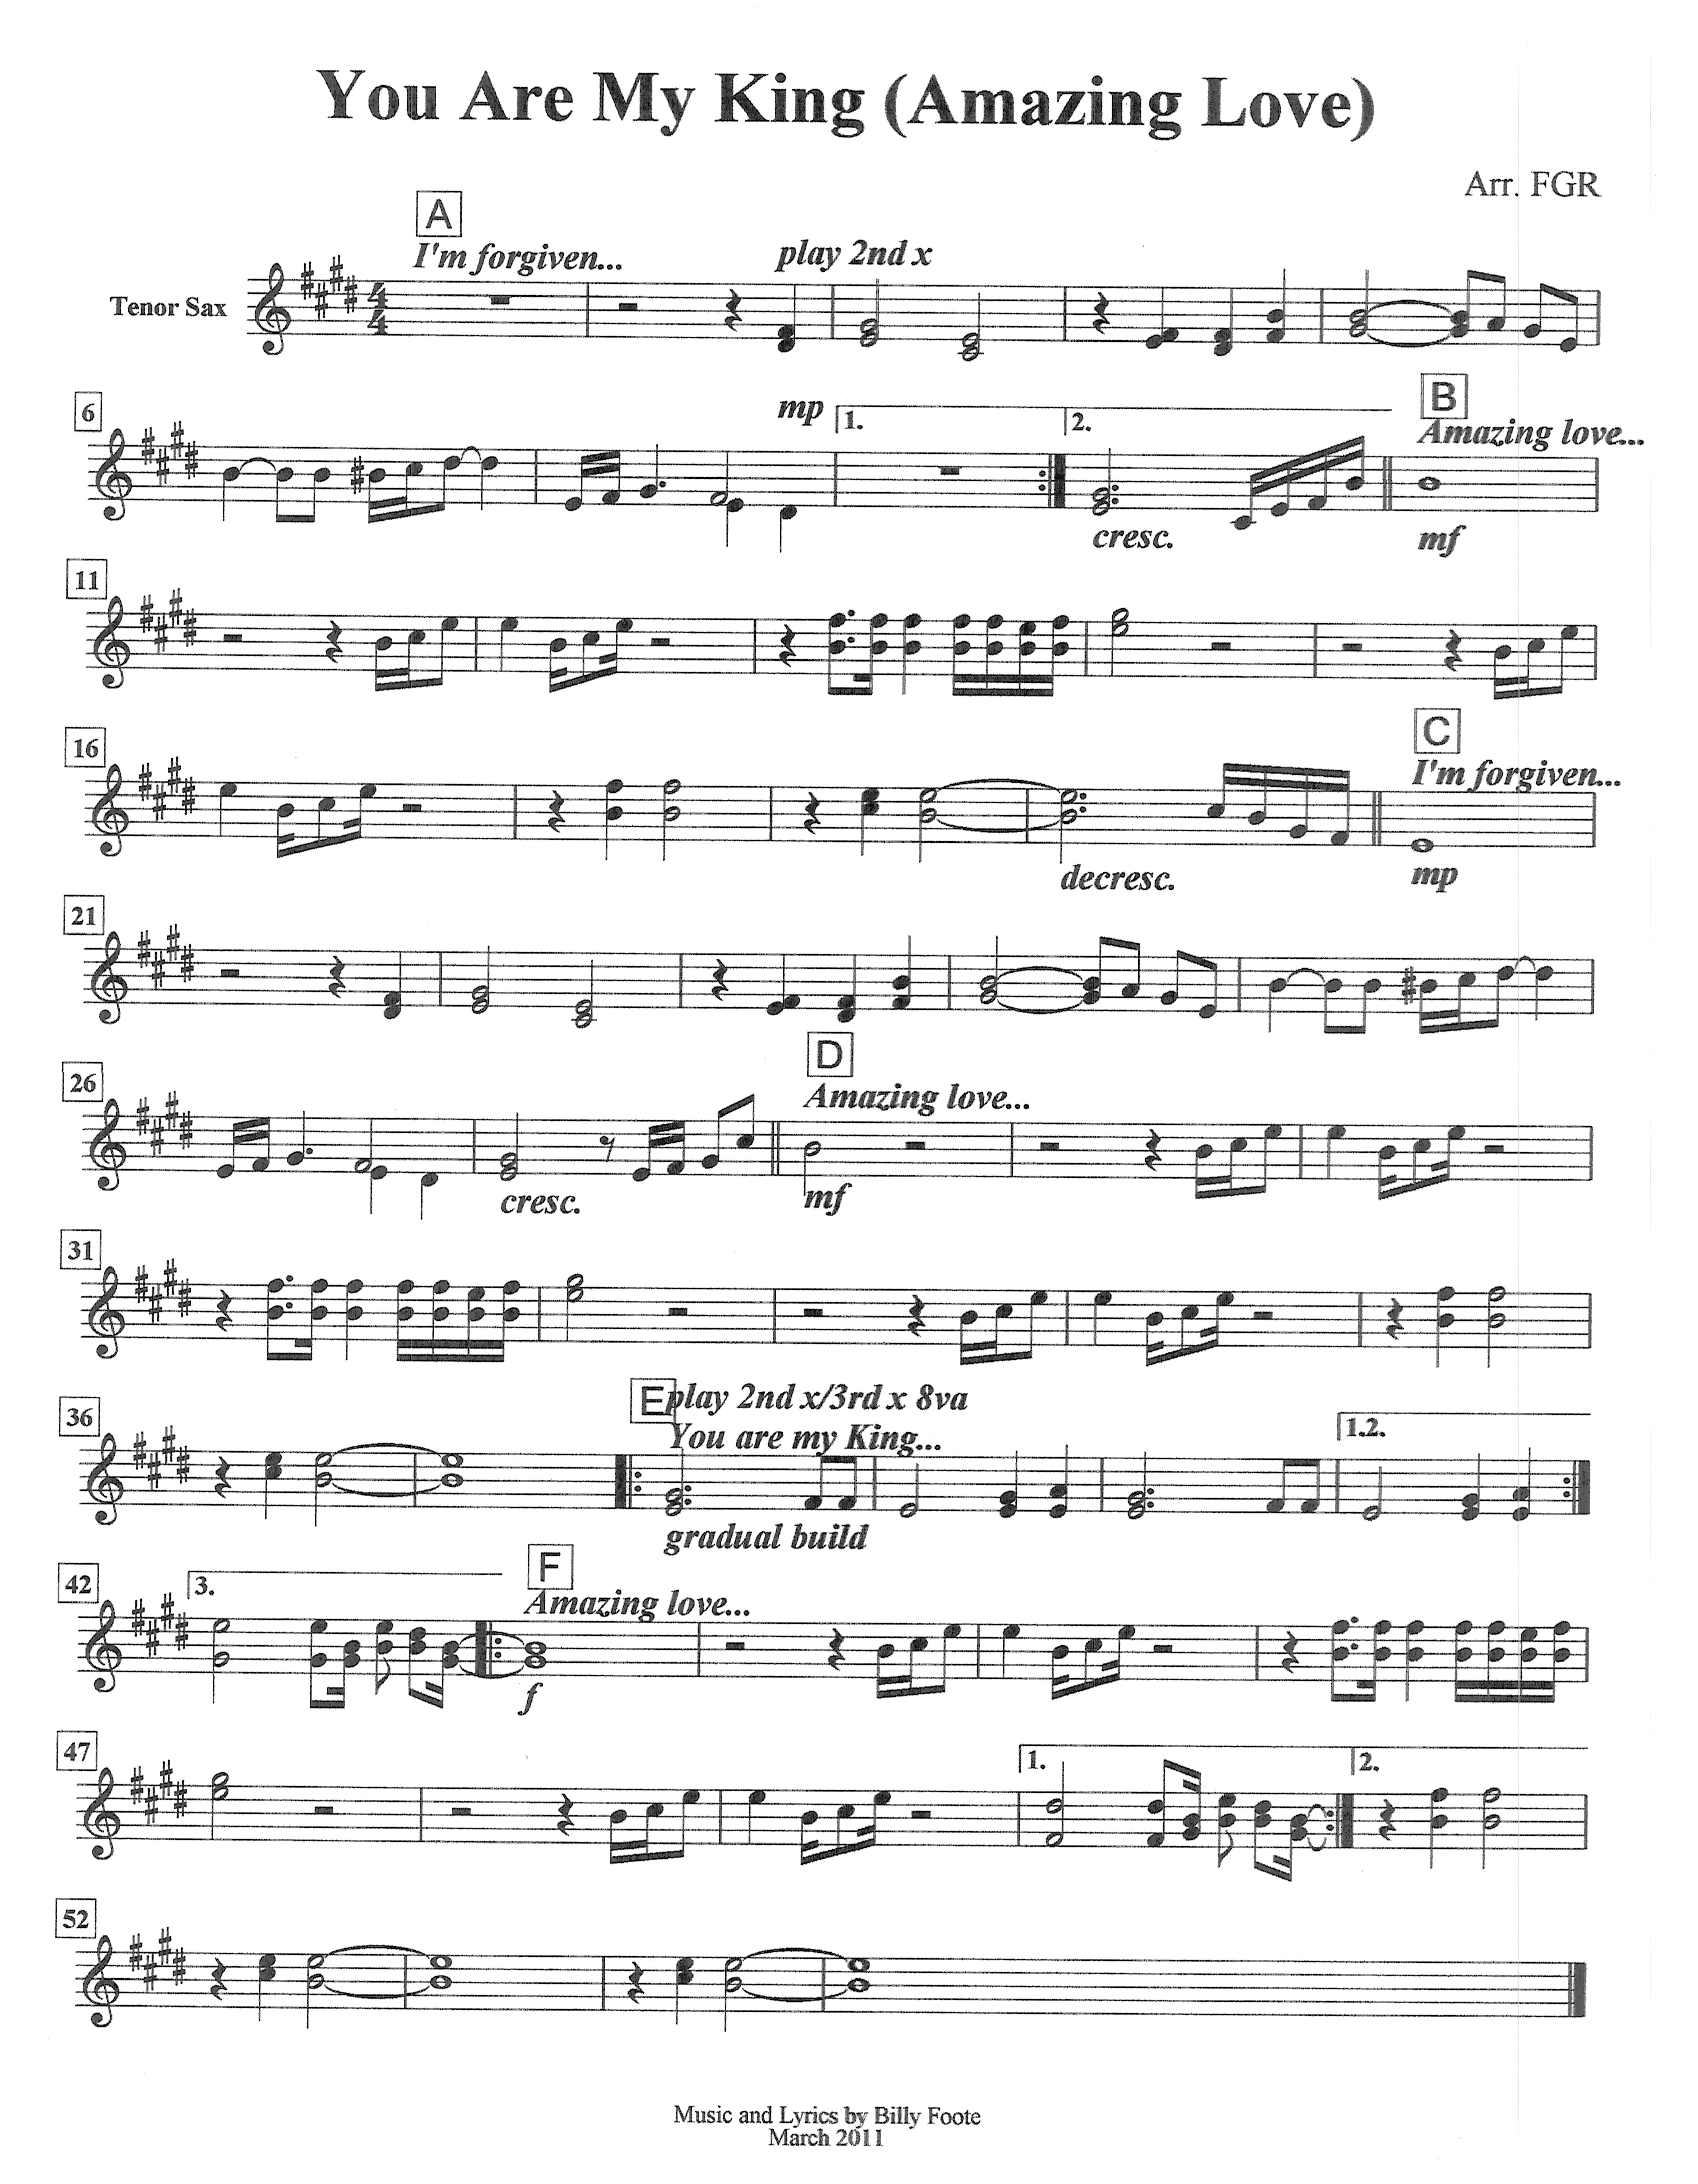 You Are My King (Amazing Love)
Arr. FGR
A
I'm forgiven...
play 2nd x
Tenor Sax
4
4
6
mp
1.
2.
B
Amazing love...
cresc.
mf
11
16
C
I'm forgiven...
decresc.
mp
21
26
D
Amazing love...
cresc.
mf
31
36
E
play 2nd x/3rd x 8va
You are my King...
1.2.
gradual build
42
3.
F
Amazing love...
f
47
1.
2.
52
Music and Lyrics by Billy Foote
March 2011